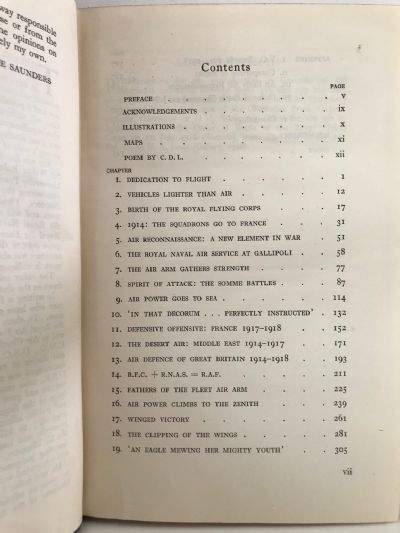 way responsible
se or from the
e opinions on
ely my own.
E SAUNDERS
Contents
PAGE
PREFACE . . . . . . . v
ACKNOWLEDGEMENTS . . . . . . ix
ILLUSTRATIONS . . . . . . x
MAPS . . . . . . . xi
POEM BY C. D. L. . . . . . . xii
CHAPTER
1. DEDICATION TO FLIGHT . . . . . 1
2. VEHICLES LIGHTER THAN AIR . . . . 12
3. BIRTH OF THE ROYAL FLYING CORPS . . . 17
4. 1914: THE SQUADRONS GO TO FRANCE . . . 31
5. AIR RECONNAISSANCE: A NEW ELEMENT IN WAR . . 51
6. THE ROYAL NAVAL AIR SERVICE AT GALLIPOLI . . 58
7. THE AIR ARM GATHERS STRENGTH . . . . 77
8. SPIRIT OF ATTACK: THE SOMME BATTLES . . . 87
9. AIR POWER GOES TO SEA . . . . . 114
10. 'IN THAT DECORUM . . . PERFECTLY INSTRUCTED' . 132
11. DEFENSIVE OFFENSIVE: FRANCE 1917-1918 . . 152
12. THE DESERT AIR: MIDDLE EAST 1914-1917 . . 171
13. AIR DEFENCE OF GREAT BRITAIN 1914-1918 . . 193
14. R.F.C. + R.N.A.S. = R.A.F. . . . . 211
15. FATHERS OF THE FLEET AIR ARM . . . . 225
16. AIR POWER CLIMBS TO THE ZENITH . . . 239
17. WINGED VICTORY . . . . . . 261
18. THE CLIPPING OF THE WINGS . . . . . 281
19. 'AN EAGLE MEWING HER MIGHTY YOUTH' . . . 305
vii